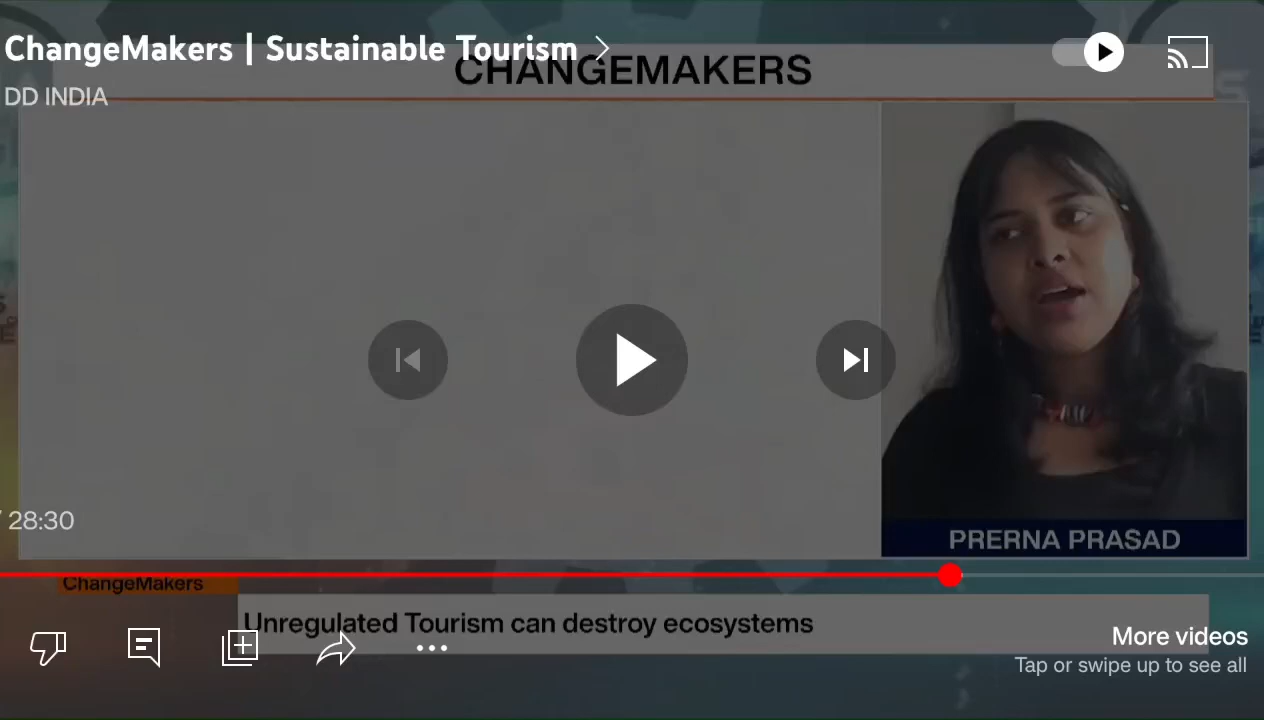 ChangeMakers | Sustainable Tourism
CHANGEMAKERS
DD INDIA
28:30
PRERNA PRASAD
ChangeMakers
Unregulated Tourism can destroy ecosystems
More videos
Tap or swipe up to see all